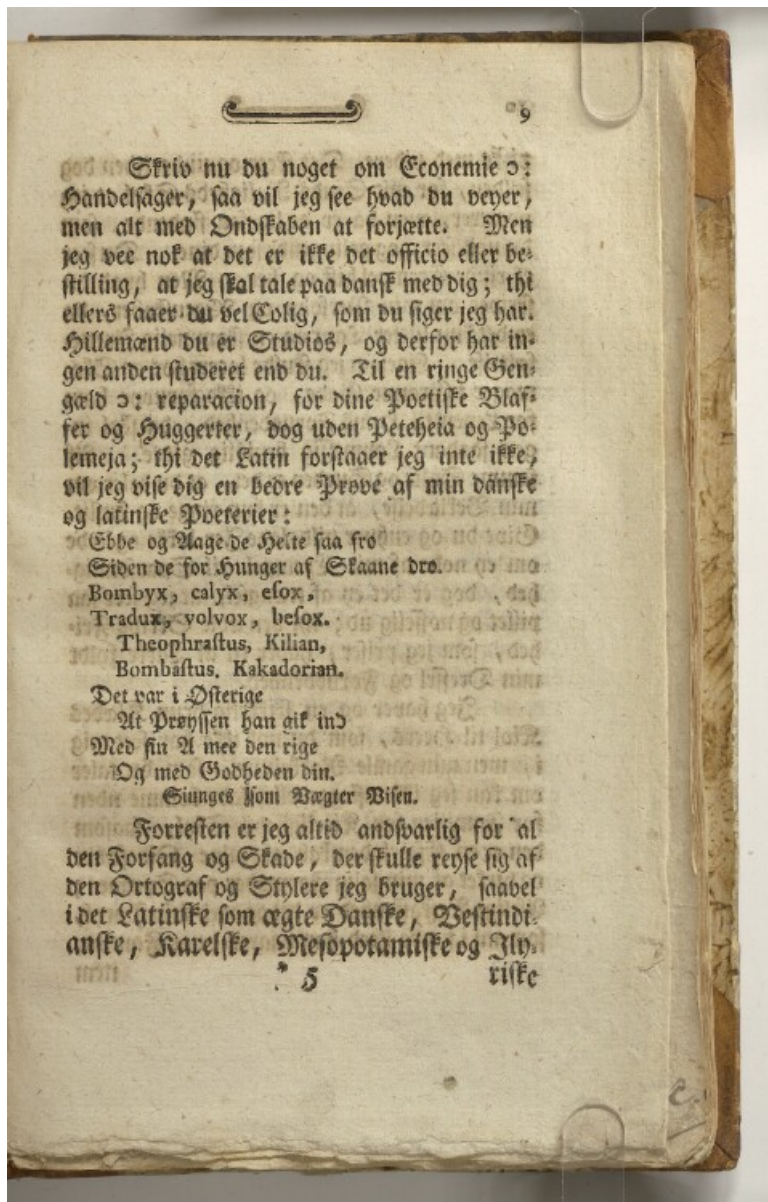 9
Skriv nu du noget om Economie ɔ:
Handelsager, saa vil jeg see hvad du veyer,
men alt med Ondskaben at forjætte. Men
jeg vee nok at det er ikke det officio eller be-
stilling, at jeg skal tale paa dansk med dig; thi
ellers faaer du vel Colig, som du siger jeg har.
Hillemænd du er Studios, og derfor har in-
gen anden studeret end du. Til en ringe Gen-
gæld ɔ: reparacion, for dine Poetiske Blaf-
fer og Huggerter, dog uden Peteheia og Po-
lemeja; thi det Latin forstaaer jeg inte ikke,
vil jeg vise dig en bedre Prøve af min danske
og latinske Poeterier:
Ebbe og Aage de Helte saa fro
Siden de for Hunger af Skaane dro.
Bombyx, calyx, esox,
Tradux, volvox, besox.
Theophrastus, Kilian,
Bombastus. Kakadorian.
Det var i Østerige
At Prøyssen han gik ind
Med sin A mee den rige
Og med Godheden din.
Siunges som Vægter Visen.
Forresten er jeg altid andsvarlig for al
den Forfang og Skade, der skulle reyse sig af
den Ortograf og Stylere jeg bruger, saavel
i det Latinske som ægte Danske, Vestindi-
anske, Karelske, Mesopotamiske og Ily-
* 5 riske
C.